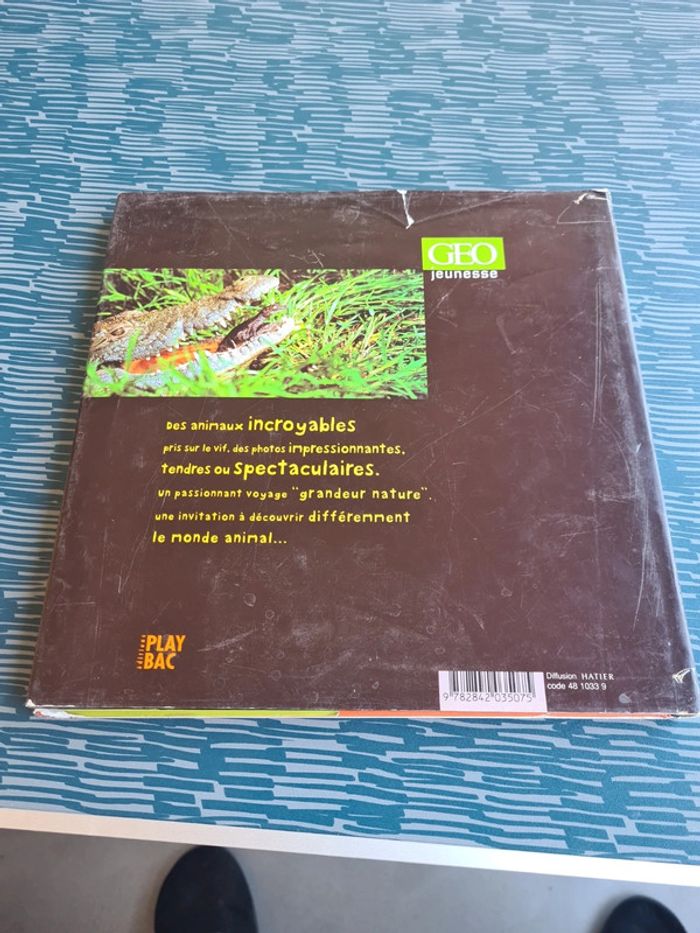 GEO
jeunesse
Des animaux incroyables
pris sur le vif, des photos impressionnantes,
tendres ou spectaculaires.
un passionnant voyage "grandeur nature".
une invitation à découvrir différemment
le monde animal...
éditions
PLAY
BAC
Diffusion HATIER
code 48 1033 9
9 782842 035075